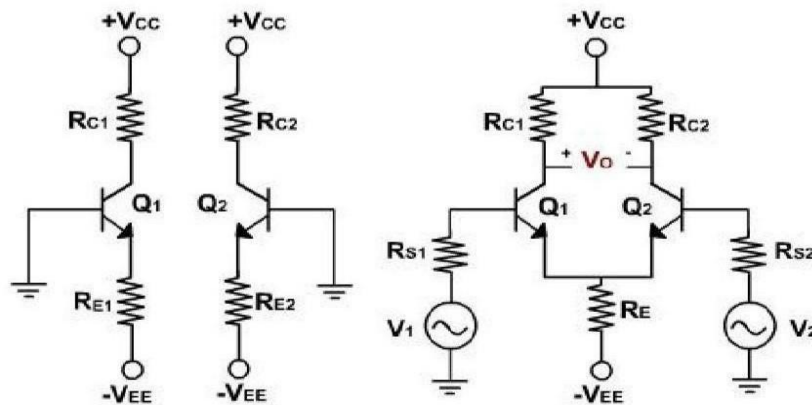 +VCC +VCC +VCC
RC1 RC2 RC1 RC2
+ VO -
Q1 Q2 Q1 Q2
RS1 RS2
RE1 RE2 RE
V1 V2
-VEE -VEE -VEE